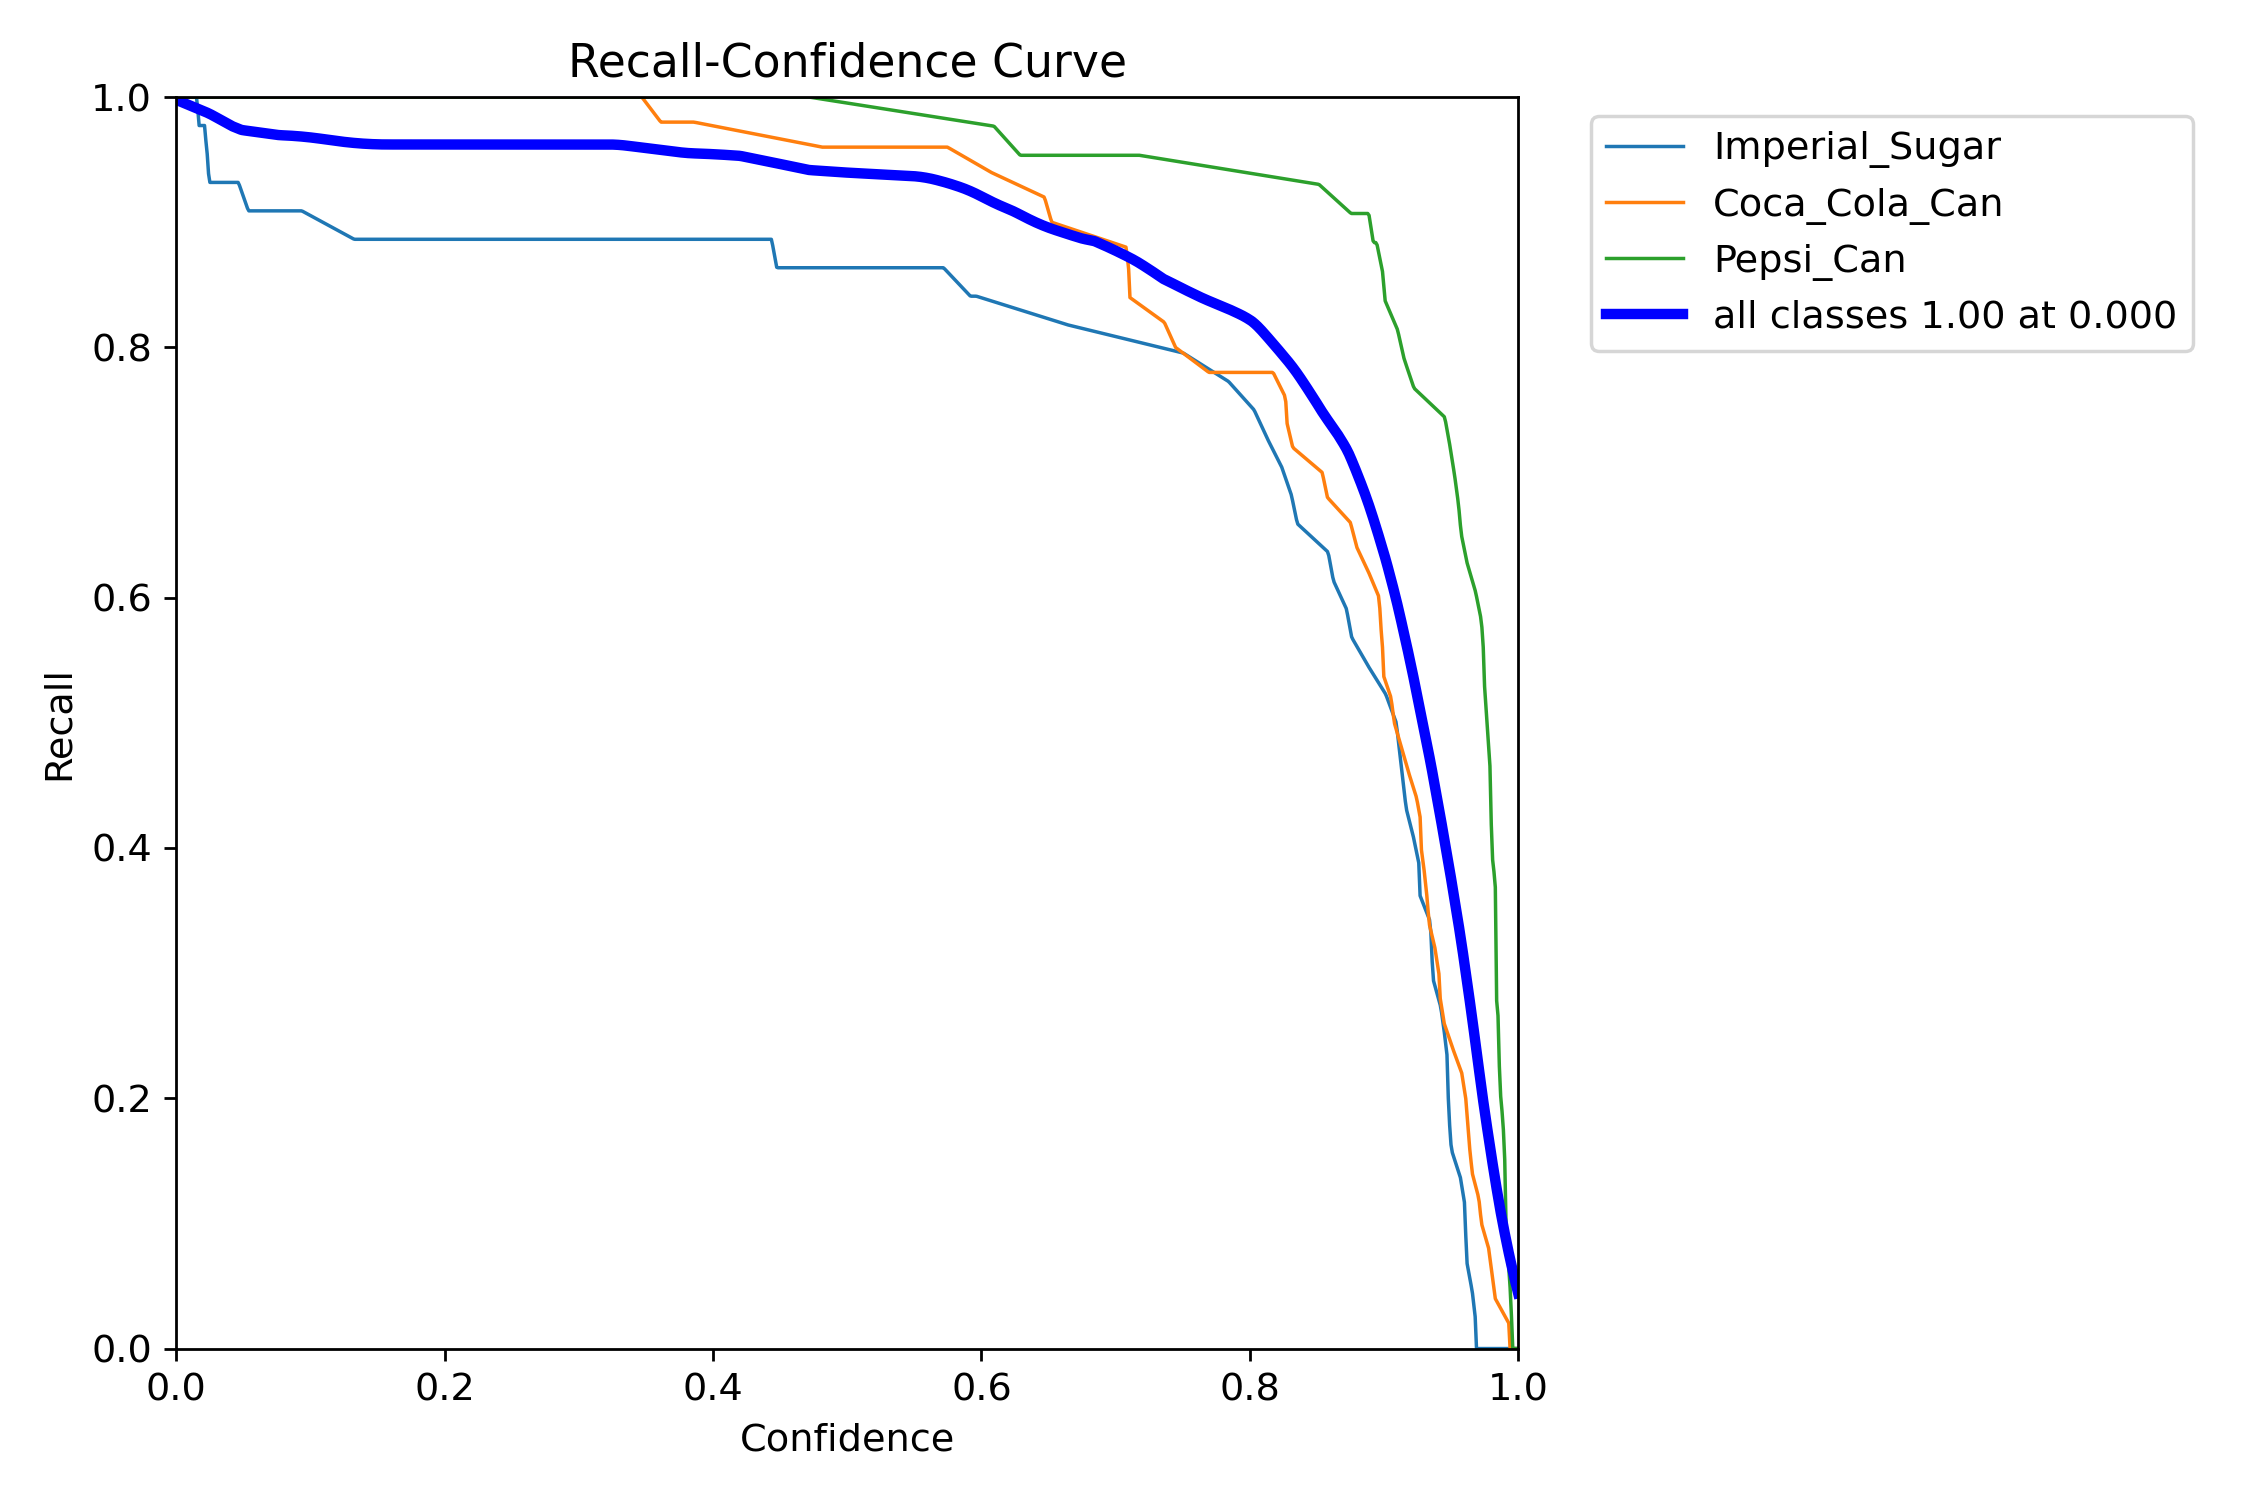 Recall-Confidence Curve
1.0
0.8
0.6
0.4
0.2
0.0
Recall
0.0 0.2 0.4 0.6 0.8 1.0
Confidence
Imperial_Sugar
Coca_Cola_Can
Pepsi_Can
all classes 1.00 at 0.000